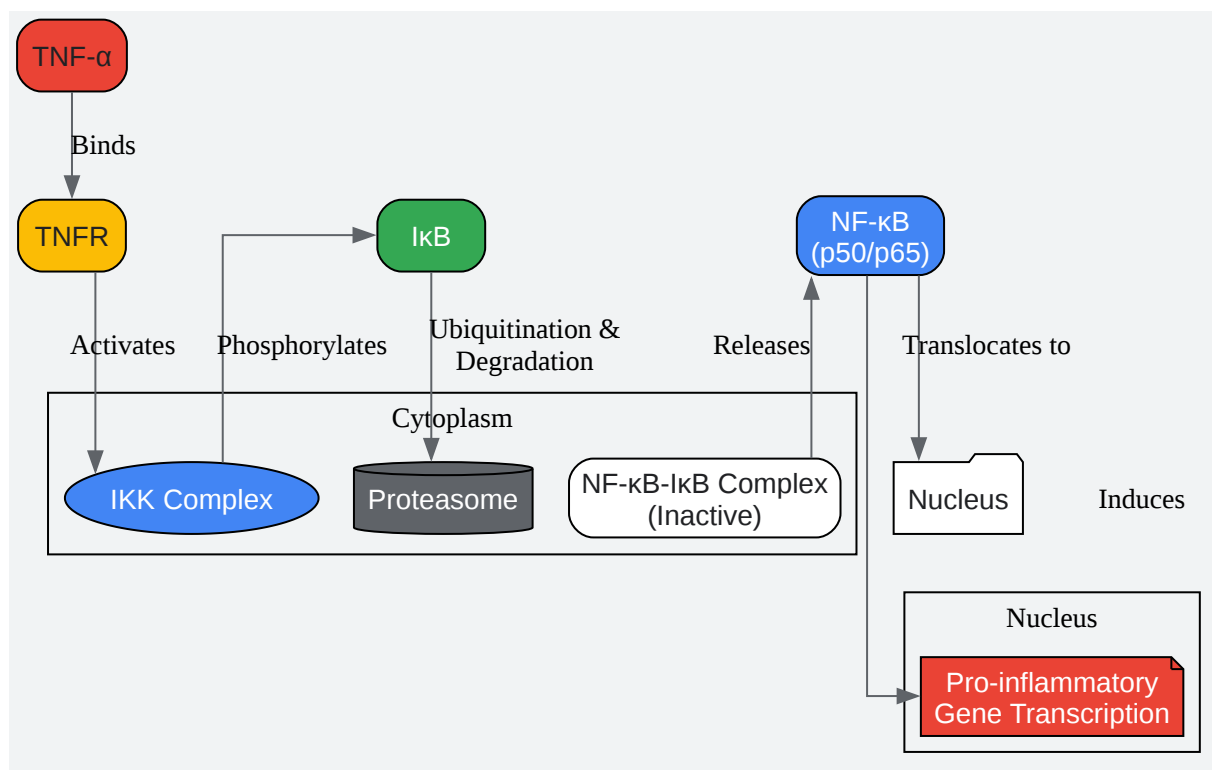 TNF-α
Binds
TNFR
IκB
NF-κB
(p50/p65)
Activates
Phosphorylates
Ubiquitination &
Degradation
Releases
Translocates to
Cytoplasm
IKK Complex
Proteasome
NF-κB-IκB Complex
(Inactive)
Nucleus
Induces
Nucleus
Pro-inflammatory
Gene Transcription